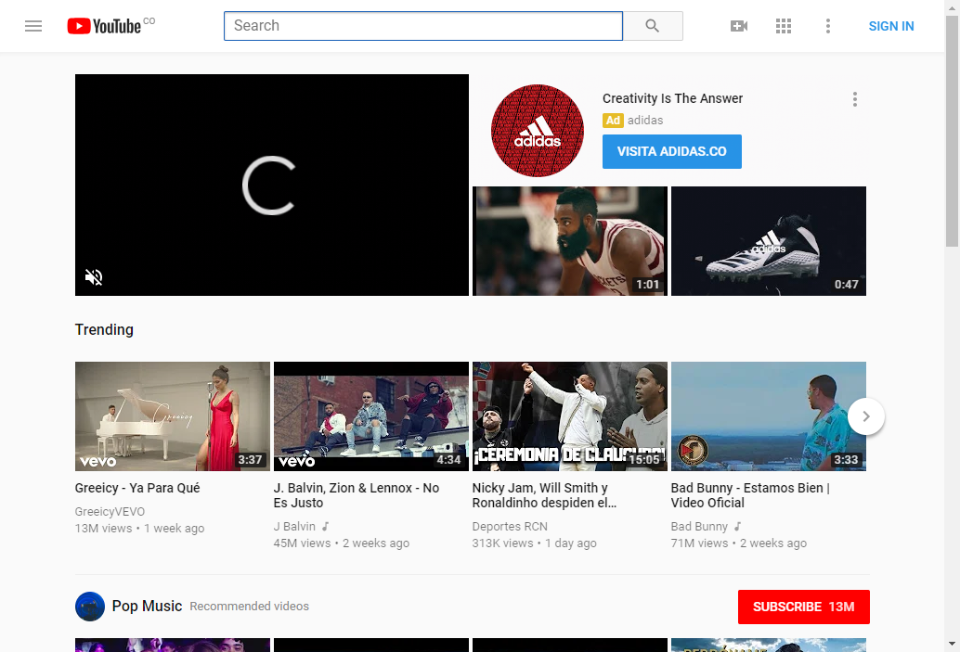 YouTube CO
Search
SIGN IN
Creativity Is The Answer
Ad adidas
VISITA ADIDAS.CO
adidas
adidas
1:01
0:47
Trending
Greeicy
vevo
3:37
vevo
4:34
¡CEREMONIA DE CLAUSURA!
15:05
3:33
Greeicy - Ya Para Qué
GreeicyVEVO
13M views • 1 week ago
J. Balvin, Zion & Lennox - No
Es Justo
J Balvin
45M views • 2 weeks ago
Nicky Jam, Will Smith y
Ronaldinho despiden el...
Deportes RCN
313K views • 1 day ago
Bad Bunny - Estamos Bien |
Video Oficial
Bad Bunny
71M views • 2 weeks ago
Pop Music Recommended videos
SUBSCRIBE 13M